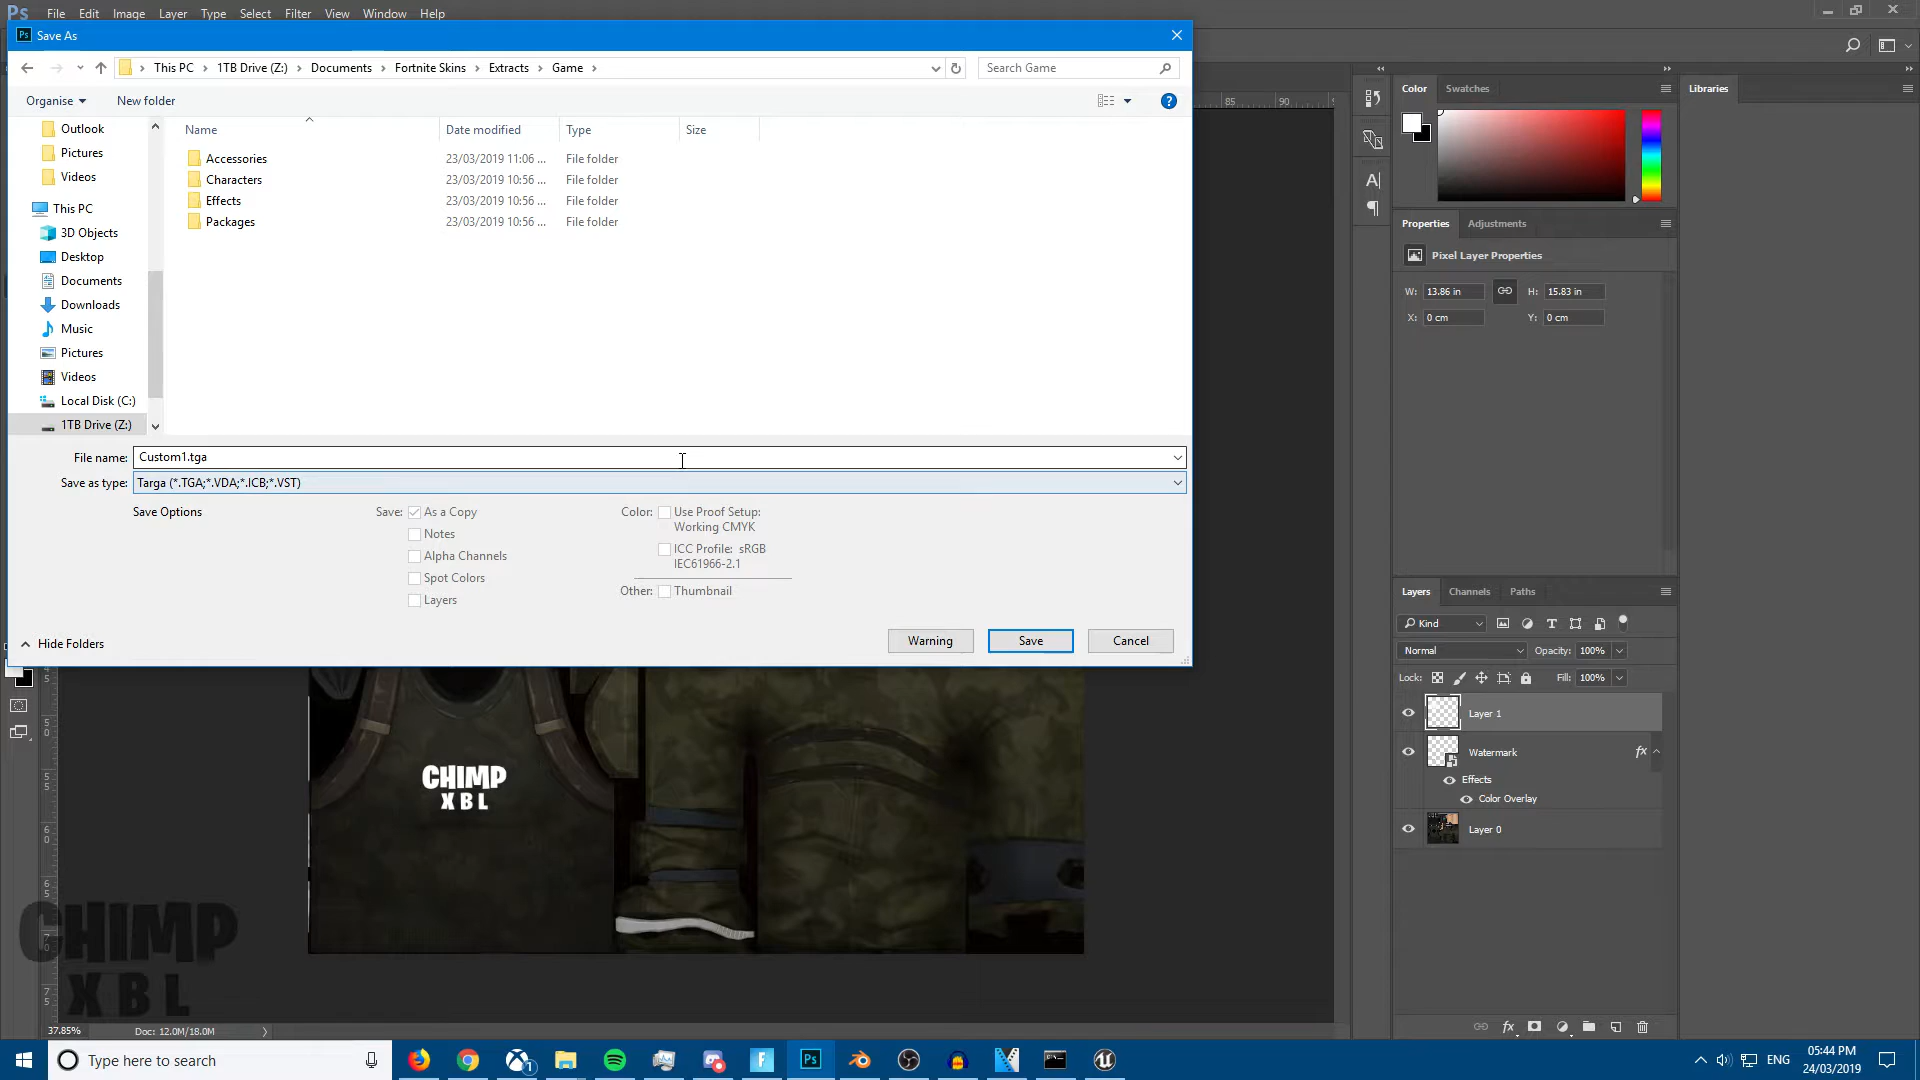 Ps File Edit Image Layer Type Select Filter View Window Help
Ps Save As
This PC > 1TB Drive (Z:) > Documents > Fortnite Skins > Extracts > Game >
Search Game
Organise New folder
?
Name Date modified Type Size
Accessories 23/03/2019 11:06 ... File folder
Characters 23/03/2019 10:56 ... File folder
Effects 23/03/2019 10:56 ... File folder
Packages 23/03/2019 10:56 ... File folder
Outlook
Pictures
Videos
This PC
3D Objects
Desktop
Documents
Downloads
Music
Pictures
Videos
Local Disk (C:)
1TB Drive (Z:)
File name: Custom1.tga
Save as type: Targa (*.TGA;*.VDA;*.ICB;*.VST)
Save Options
Save: As a Copy
Notes
Alpha Channels
Spot Colors
Layers
Color: Use Proof Setup:
Working CMYK
ICC Profile: sRGB
IEC61966-2.1
Other: Thumbnail
Hide Folders
Warning Save Cancel
85 90
Color Swatches
Libraries
Properties Adjustments
Pixel Layer Properties
W: 13.86 in H: 15.83 in
X: 0 cm Y: 0 cm
Layers Channels Paths
Kind
Normal Opacity: 100%
Lock: Fill: 100%
Layer 1
Watermark fx
Effects
Color Overlay
Layer 0
fx
CHIMP
XBL
CHIMP
XBL
37.85% Doc: 12.0M/18.0M
Type here to search
ENG
05:44 PM
24/03/2019